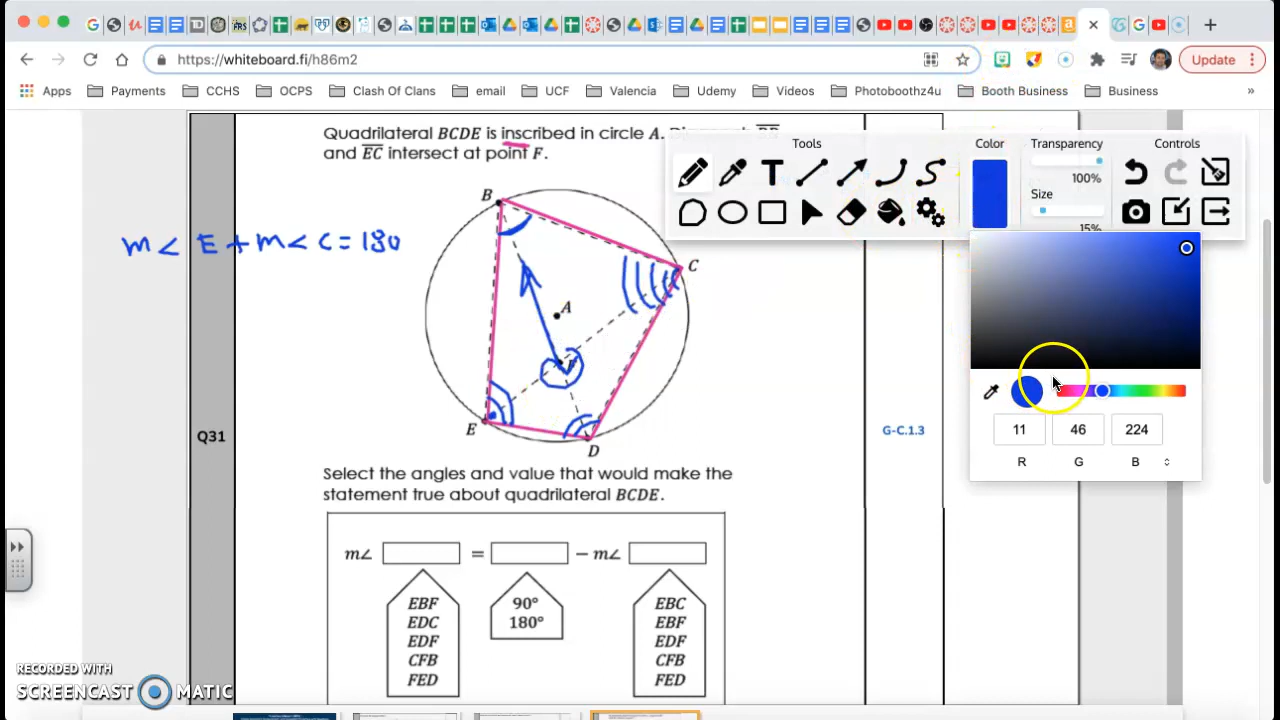 https://whiteboard.fi/h86m2
Update
Apps
Payments
CCHS
OCPS
Clash Of Clans
email
UCF
Valencia
Udemy
Videos
Photoboothz4u
Booth Business
Business
»
Quadrilateral BCDE is inscribed in circle A.
and EC intersect at point F.
Tools
Color
Transparency
Controls
100%
Size
15%
T
B
m∠ E + m∠ C = 180
C
A
E
D
Q31
G-C.1.3
11 46 224
R G B
Select the angles and value that would make the
statement true about quadrilateral BCDE.
m∠ = − m∠
EBF
EDC
EDF
CFB
FED
90°
180°
EBC
EBF
EDF
CFB
FED
RECORDED WITH
SCREENCAST MATIC